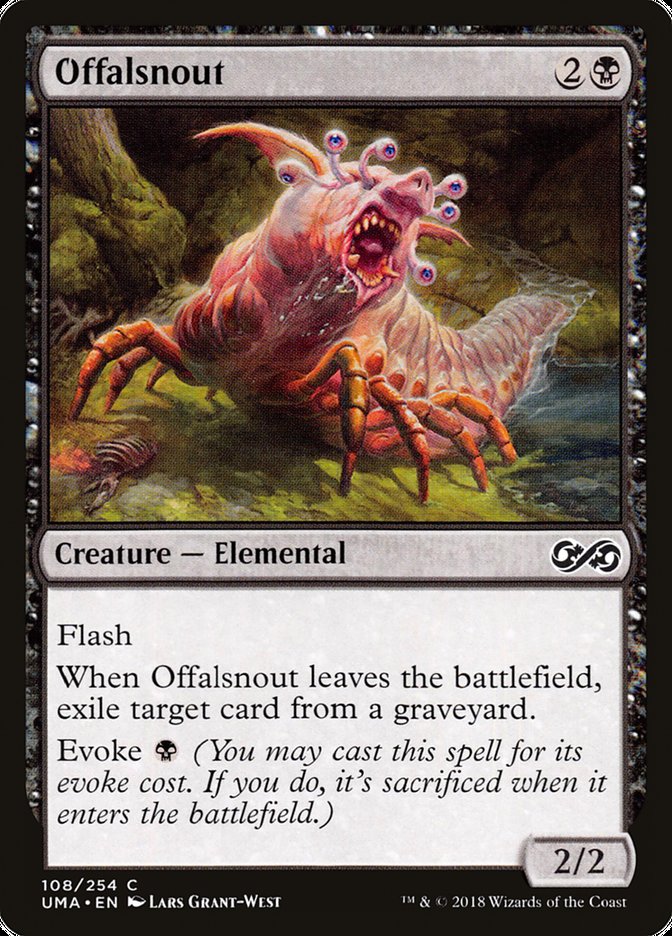 Offalsnout 2
Creature — Elemental
Flash
When Offalsnout leaves the battlefield,
exile target card from a graveyard.
Evoke (You may cast this spell for its
evoke cost. If you do, it's sacrificed when it
enters the battlefield.)
2/2
108/254 C
UMA • EN Lars Grant-West ™ & © 2018 Wizards of the Coast